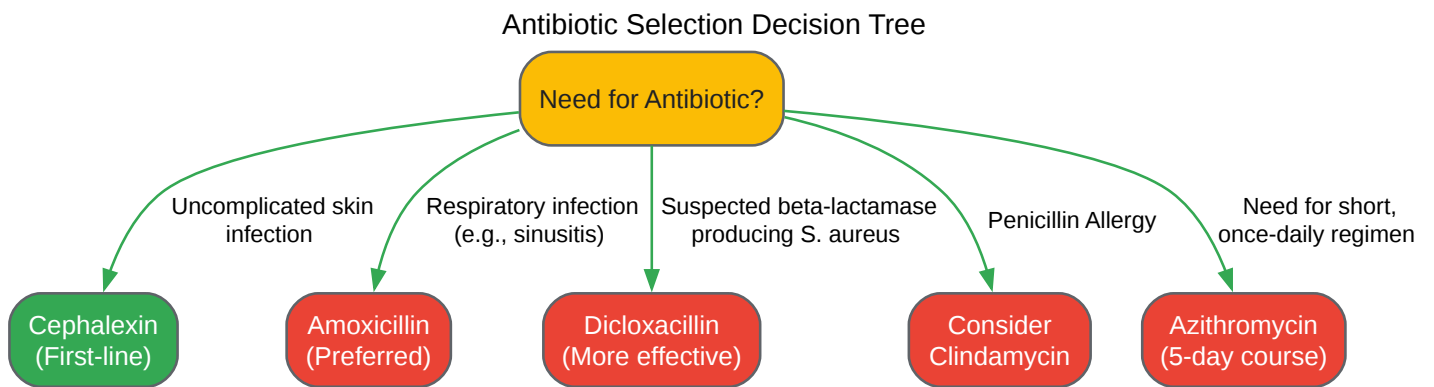 Antibiotic Selection Decision Tree
Need for Antibiotic?
Uncomplicated skin
infection
Respiratory infection
(e.g., sinusitis)
Suspected beta-lactamase
producing S. aureus
Penicillin Allergy
Need for short,
once-daily regimen
Cephalexin
(First-line)
Amoxicillin
(Preferred)
Dicloxacillin
(More effective)
Consider
Clindamycin
Azithromycin
(5-day course)